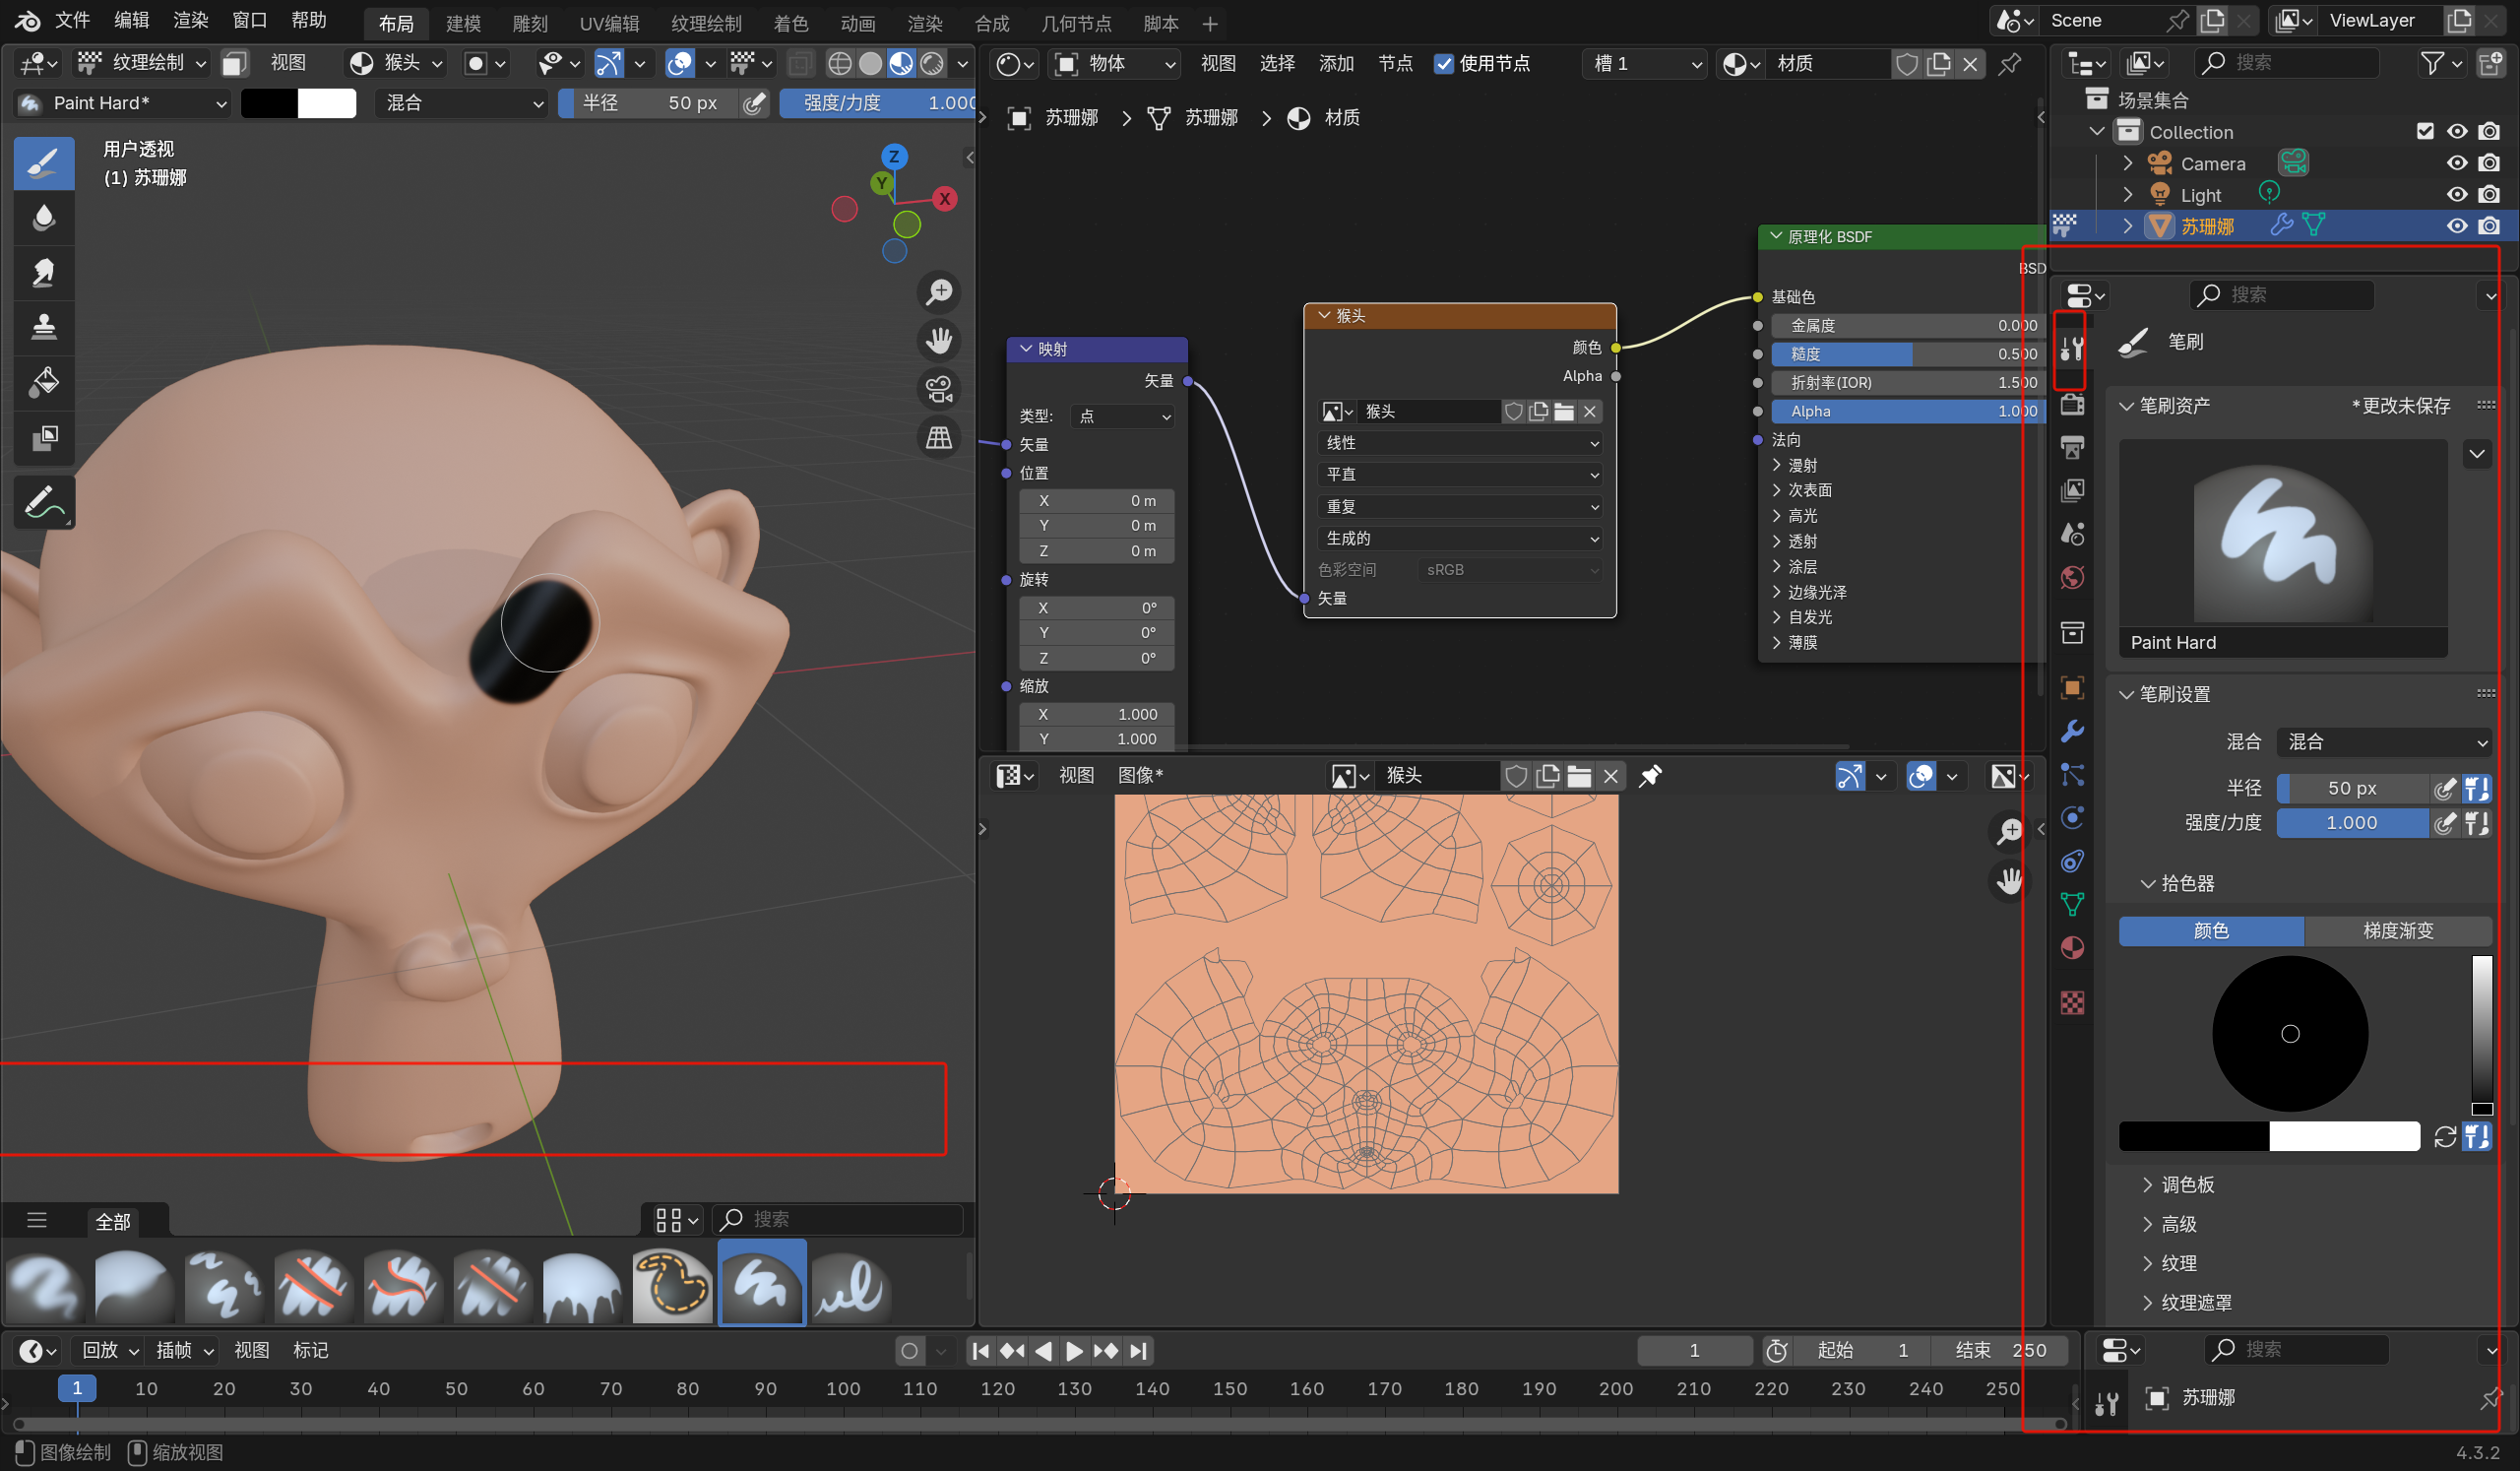 文件 编辑 渲染 窗口 帮助 布局 建模 雕刻 UV编辑 纹理绘制 着色 动画 渲染 合成 几何节点 脚本 + Scene ViewLayer
纹理绘制 视图 猴头
Paint Hard* 混合 半径 50 px 强度/力度 1.000
用户透视
(1) 苏珊娜
Z
Y
X
物体 视图 选择 添加 节点 使用节点 槽 1 材质
苏珊娜 > 苏珊娜 > 材质
映射
矢量
类型: 点
矢量
位置
X 0 m
Y 0 m
Z 0 m
旋转
X 0°
Y 0°
Z 0°
缩放
X 1.000
Y 1.000
猴头
颜色
Alpha
猴头
线性
平直
重复
生成的
色彩空间 sRGB
矢量
原理化 BSDF
BSD
基础色
金属度 0.000
糙度 0.500
折射率(IOR) 1.500
Alpha 1.000
法向
漫射
次表面
高光
透射
涂层
边缘光泽
自发光
薄膜
视图 图像* 猴头
搜索
场景集合
Collection
Camera
Light
苏珊娜
搜索
笔刷
笔刷资产 *更改未保存
Paint Hard
笔刷设置
混合 混合
半径 50 px
强度/力度 1.000
拾色器
颜色 梯度渐变
调色板
高级
纹理
纹理遮罩
全部 搜索
回放 插帧 视图 标记 1 起始 1 结束 250
1 10 20 30 40 50 60 70 80 90 100 110 120 130 140 150 160 170 180 190 200 210 220 230 240 250
搜索
苏珊娜
图像绘制 缩放视图 4.3.2